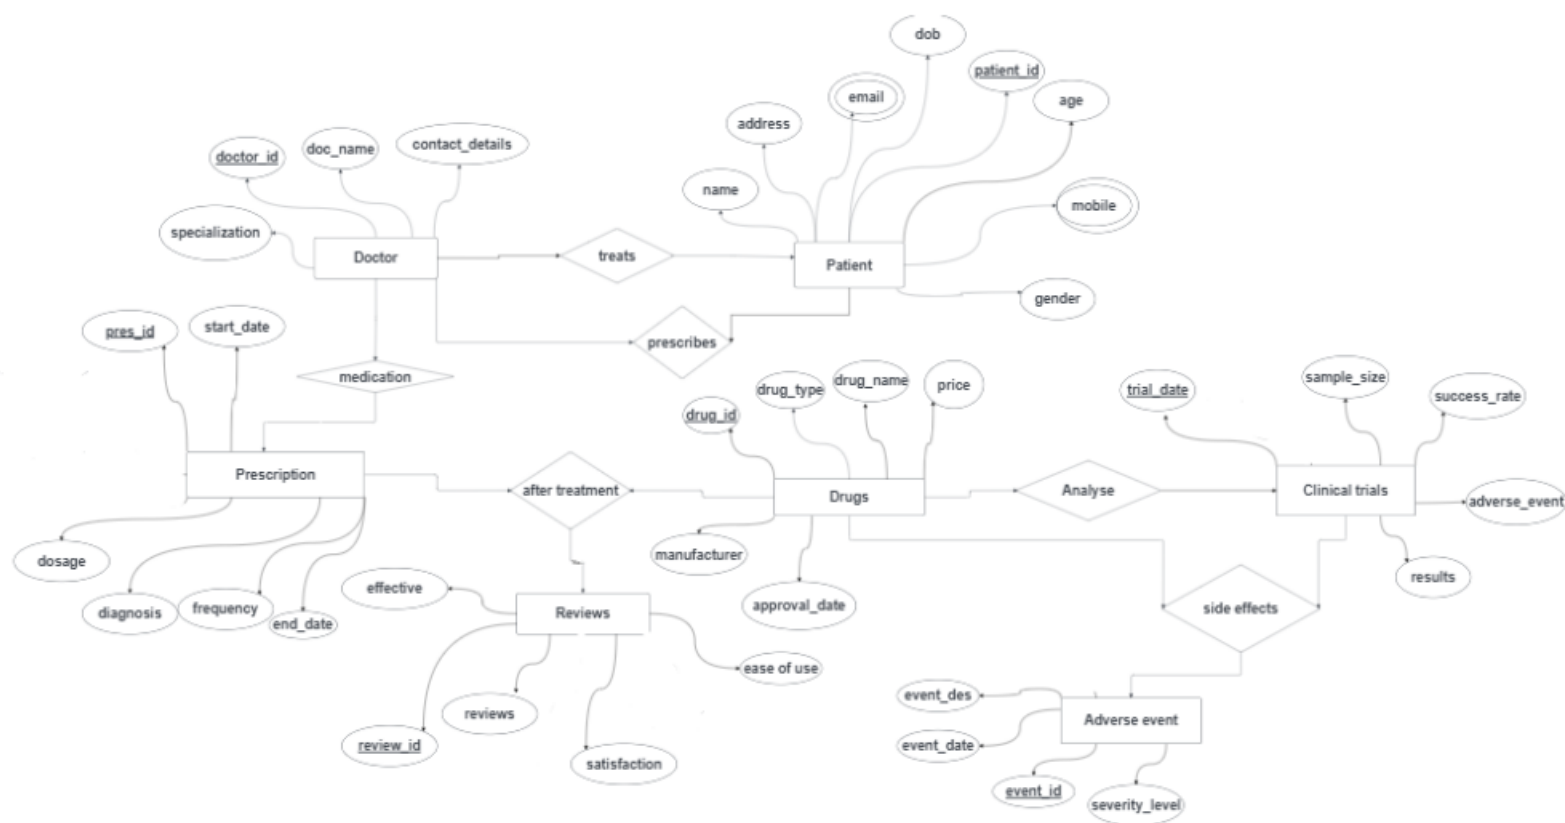 dob
patient_id
email
age
address
contact_details
doc_name
doctor_id
name
mobile
specialization
treats
Doctor
Patient
gender
start_date
pres_id
prescribes
medication
sample_size
drug_name
price
drug_type
trial_date
success_rate
drug_id
Prescription
after treatment
Drugs
Analyse
Clinical trials
adverse_event
manufacturer
dosage
results
effective
approval_date
side effects
diagnosis
frequency
end_date
Reviews
ease of use
event_des
reviews
Adverse event
event_date
review_id
satisfaction
event_id
severity_level